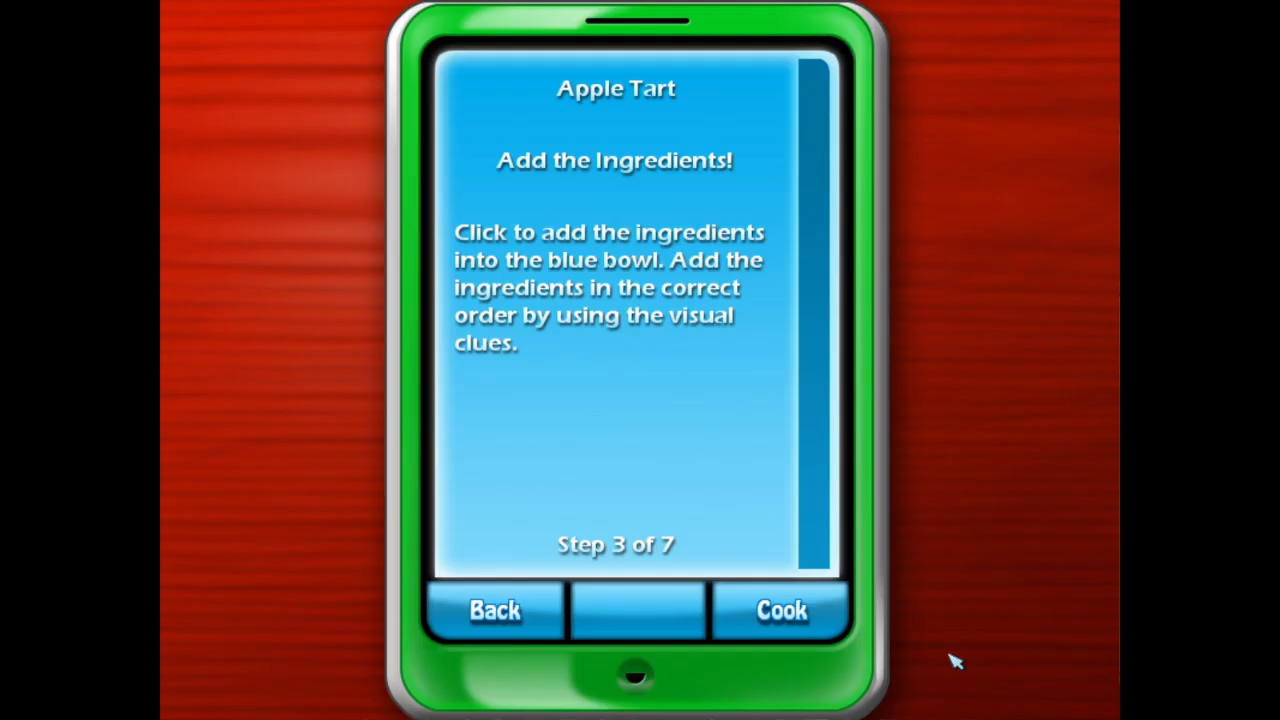 Apple Tart
Add the Ingredients!
Click to add the ingredients
into the blue bowl. Add the
ingredients in the correct
order by using the visual
clues.
Step 3 of 7
Back
Cook